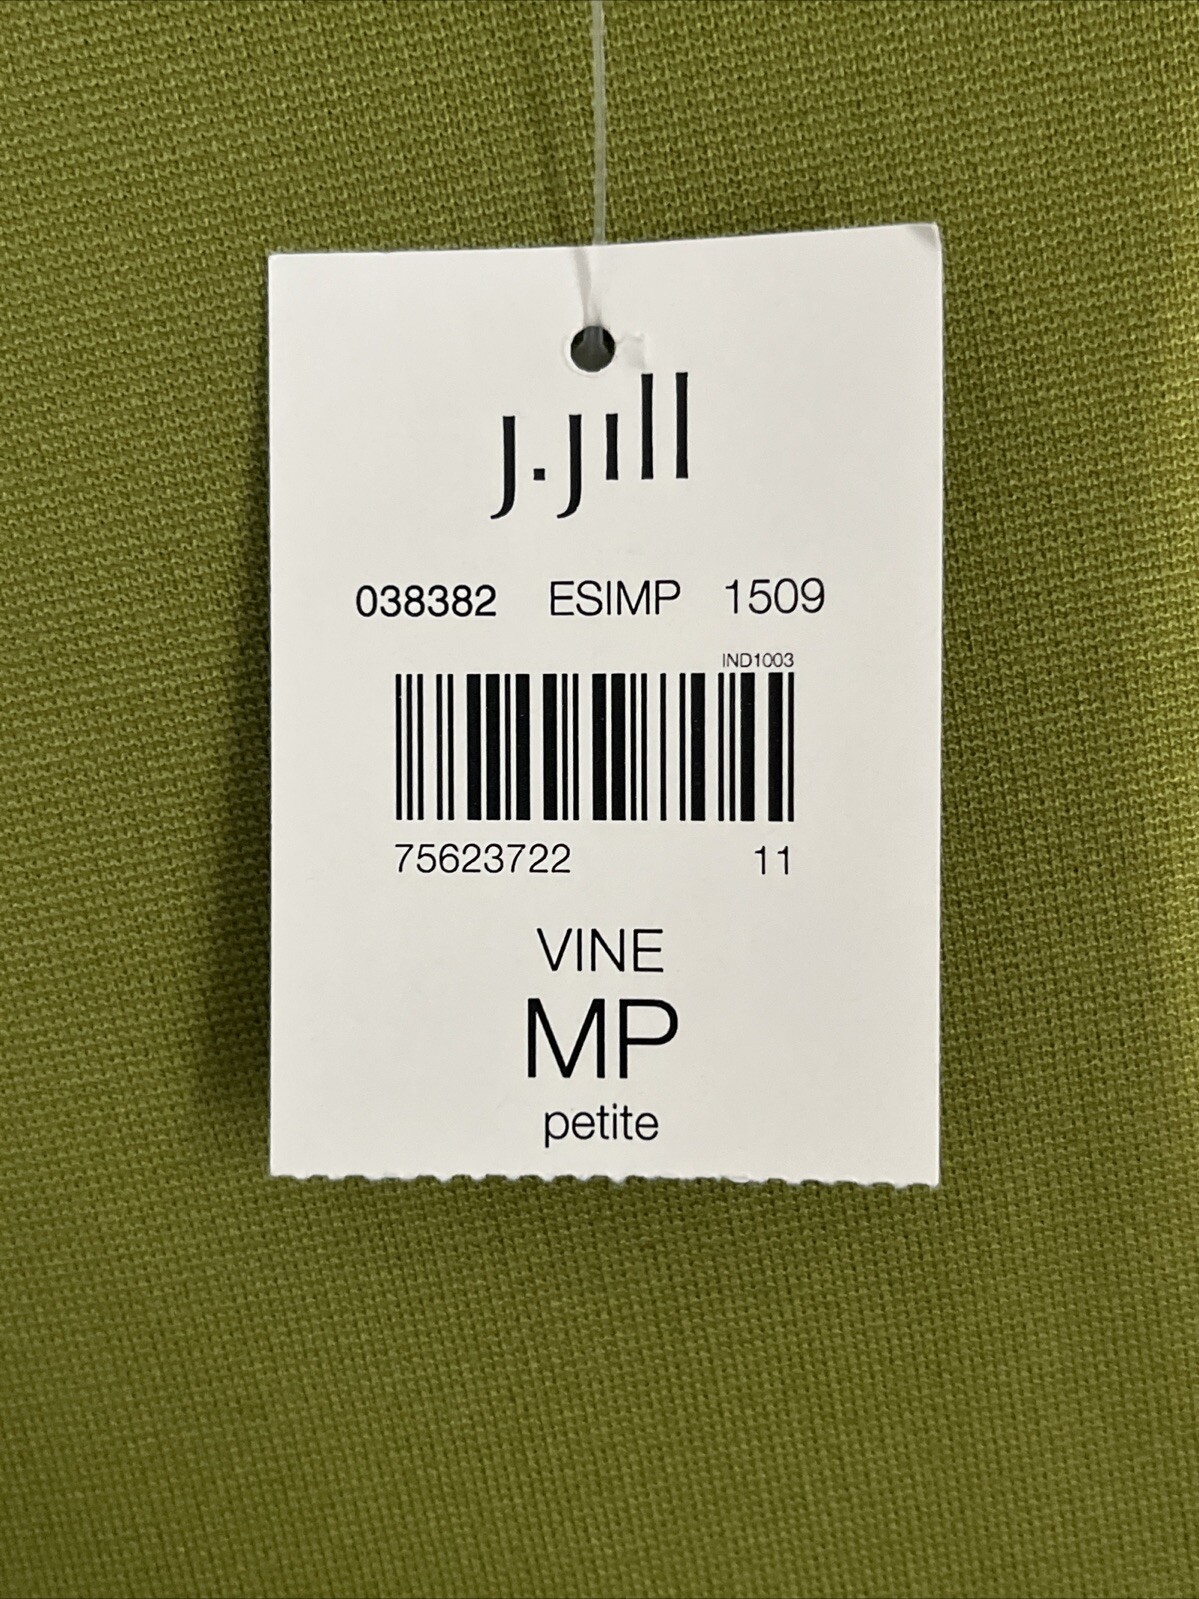 J.Jill
038382 ESIMP 1509
IND1003
75623722 11
VINE
MP
petite